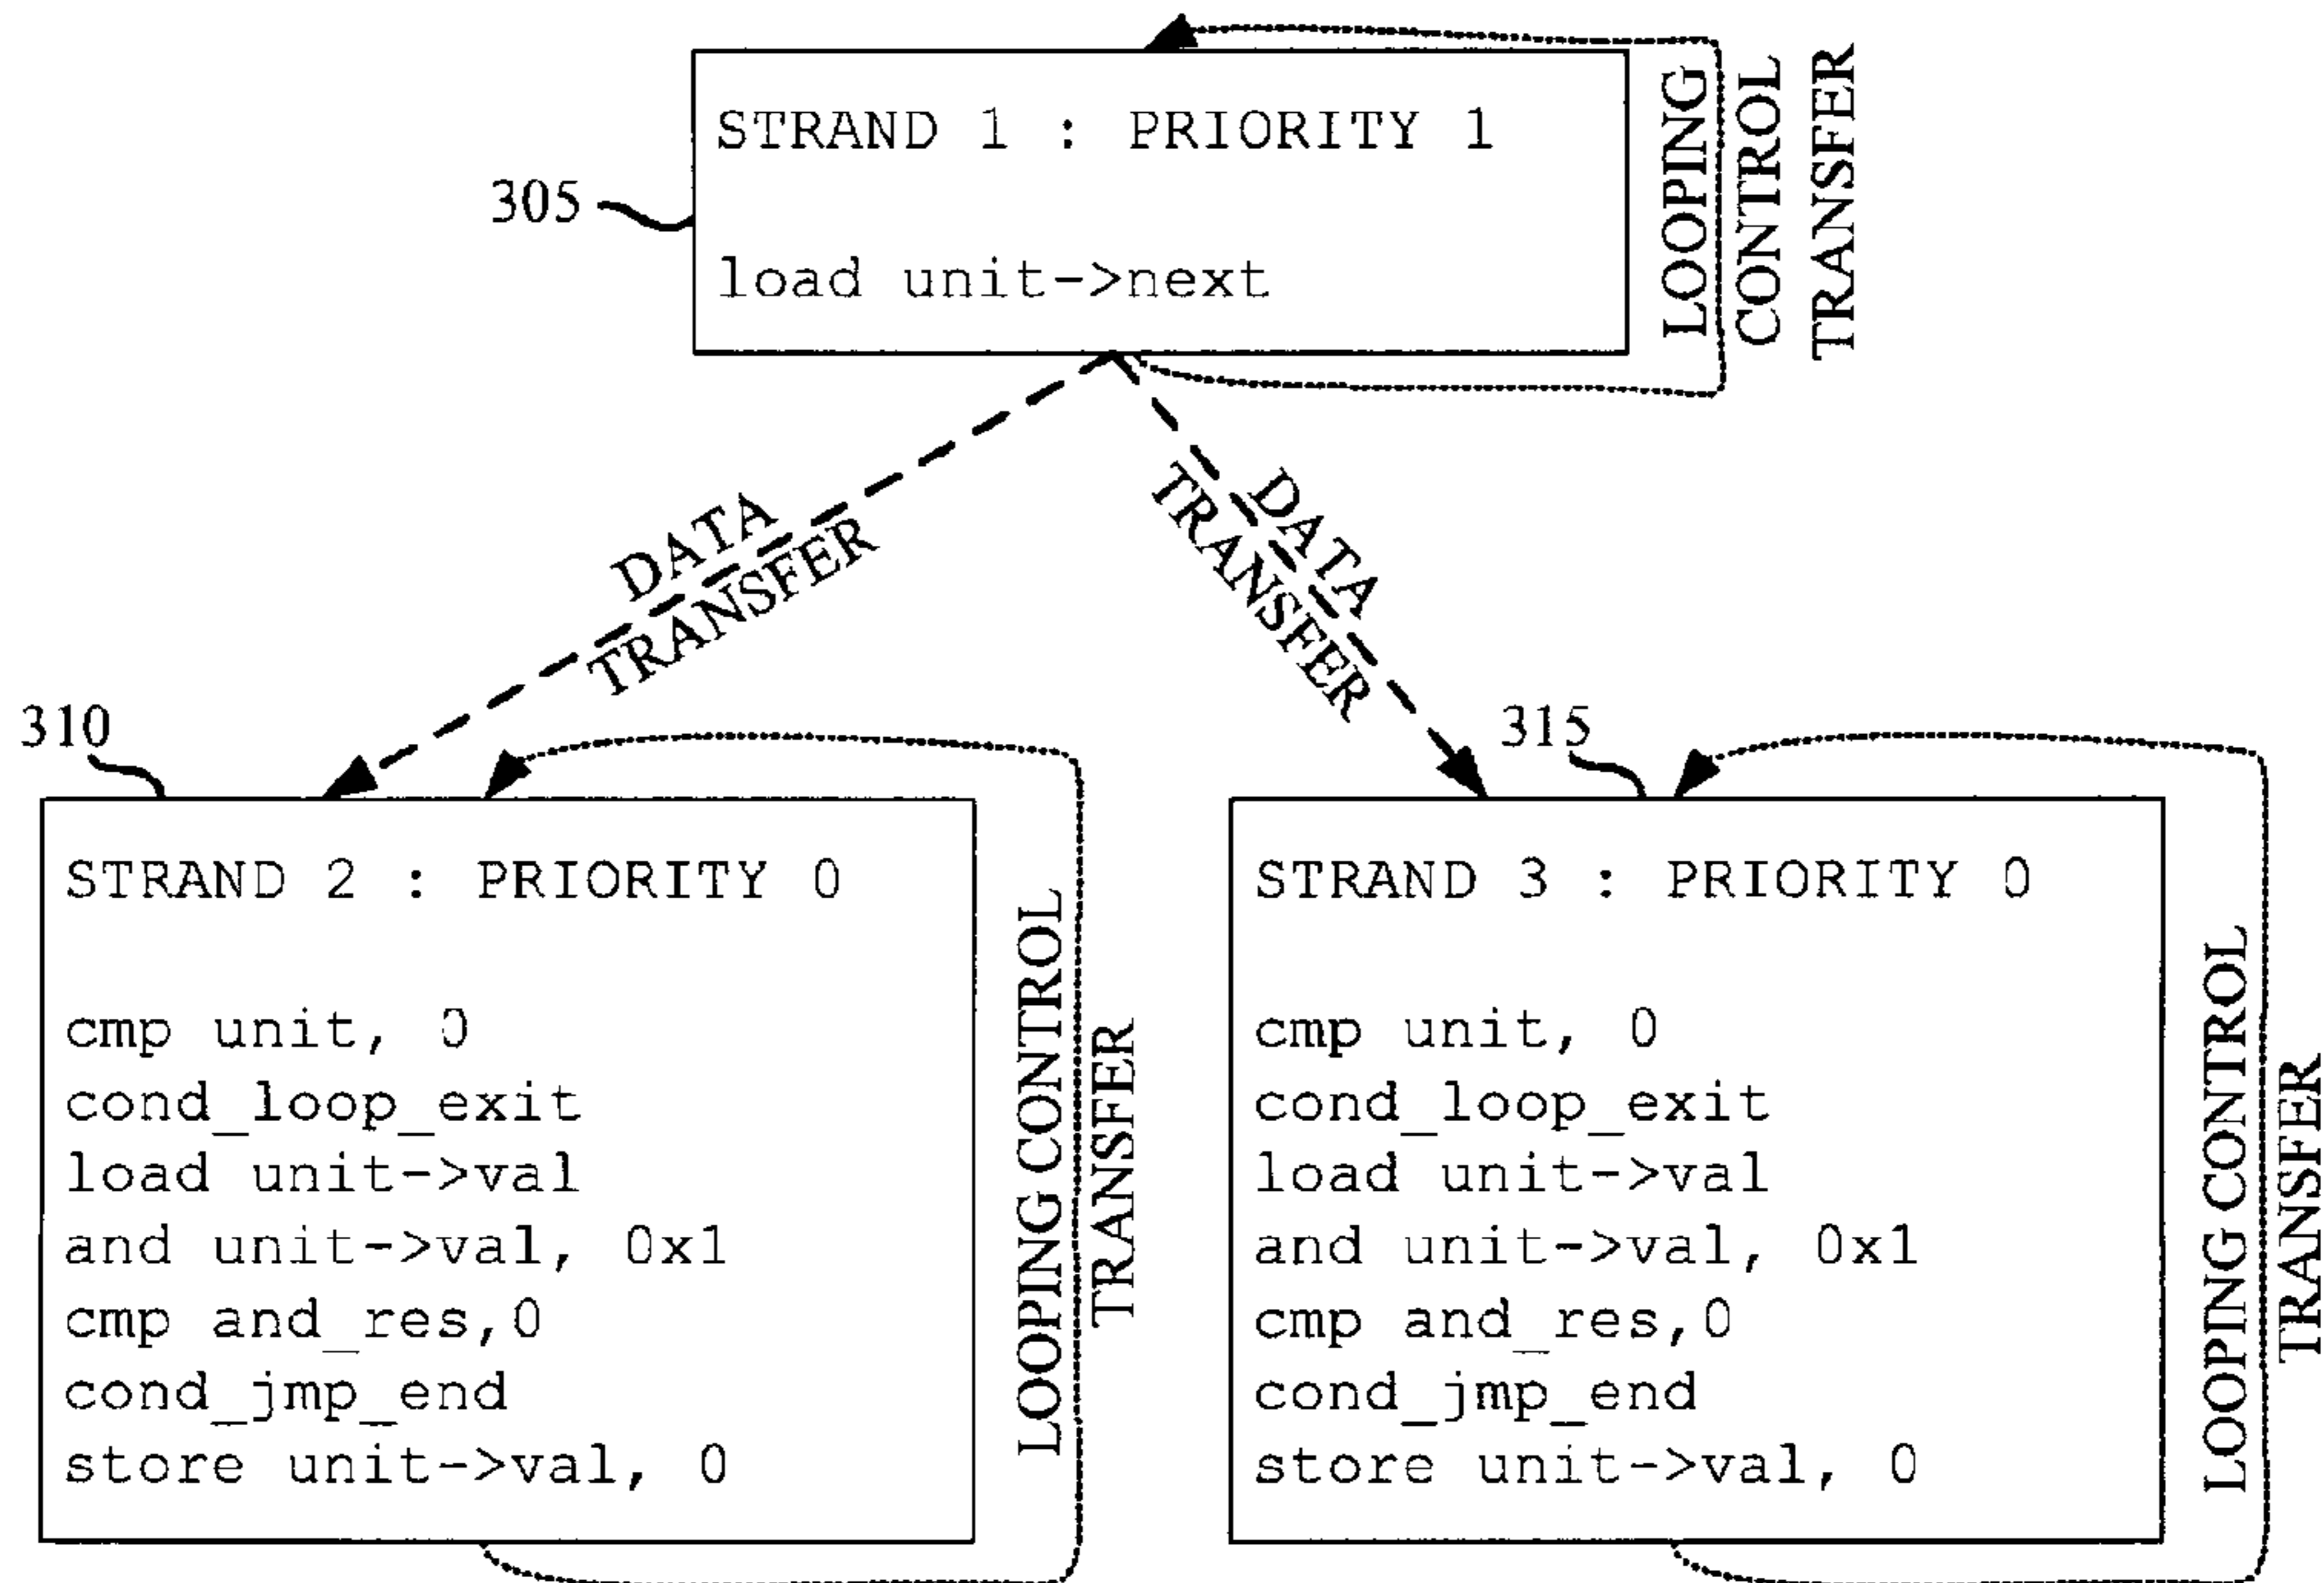 STRAND 1 : PRIORITY 1
load unit->next
305
LOOPING
CONTROL
TRANSFER
DATA
TRANSFER
DATA
TRANSFER
310
STRAND 2 : PRIORITY 0
cmp unit, 0
cond_loop_exit
load unit->val
and unit->val, 0x1
cmp and_res,0
cond_jmp_end
store unit->val, 0
LOOPING CONTROL
TRANSFER
315
STRAND 3 : PRIORITY 0
cmp unit, 0
cond_loop_exit
load unit->val
and unit->val, 0x1
cmp and_res,0
cond_jmp_end
store unit->val, 0
LOOPING CONTROL
TRANSFER